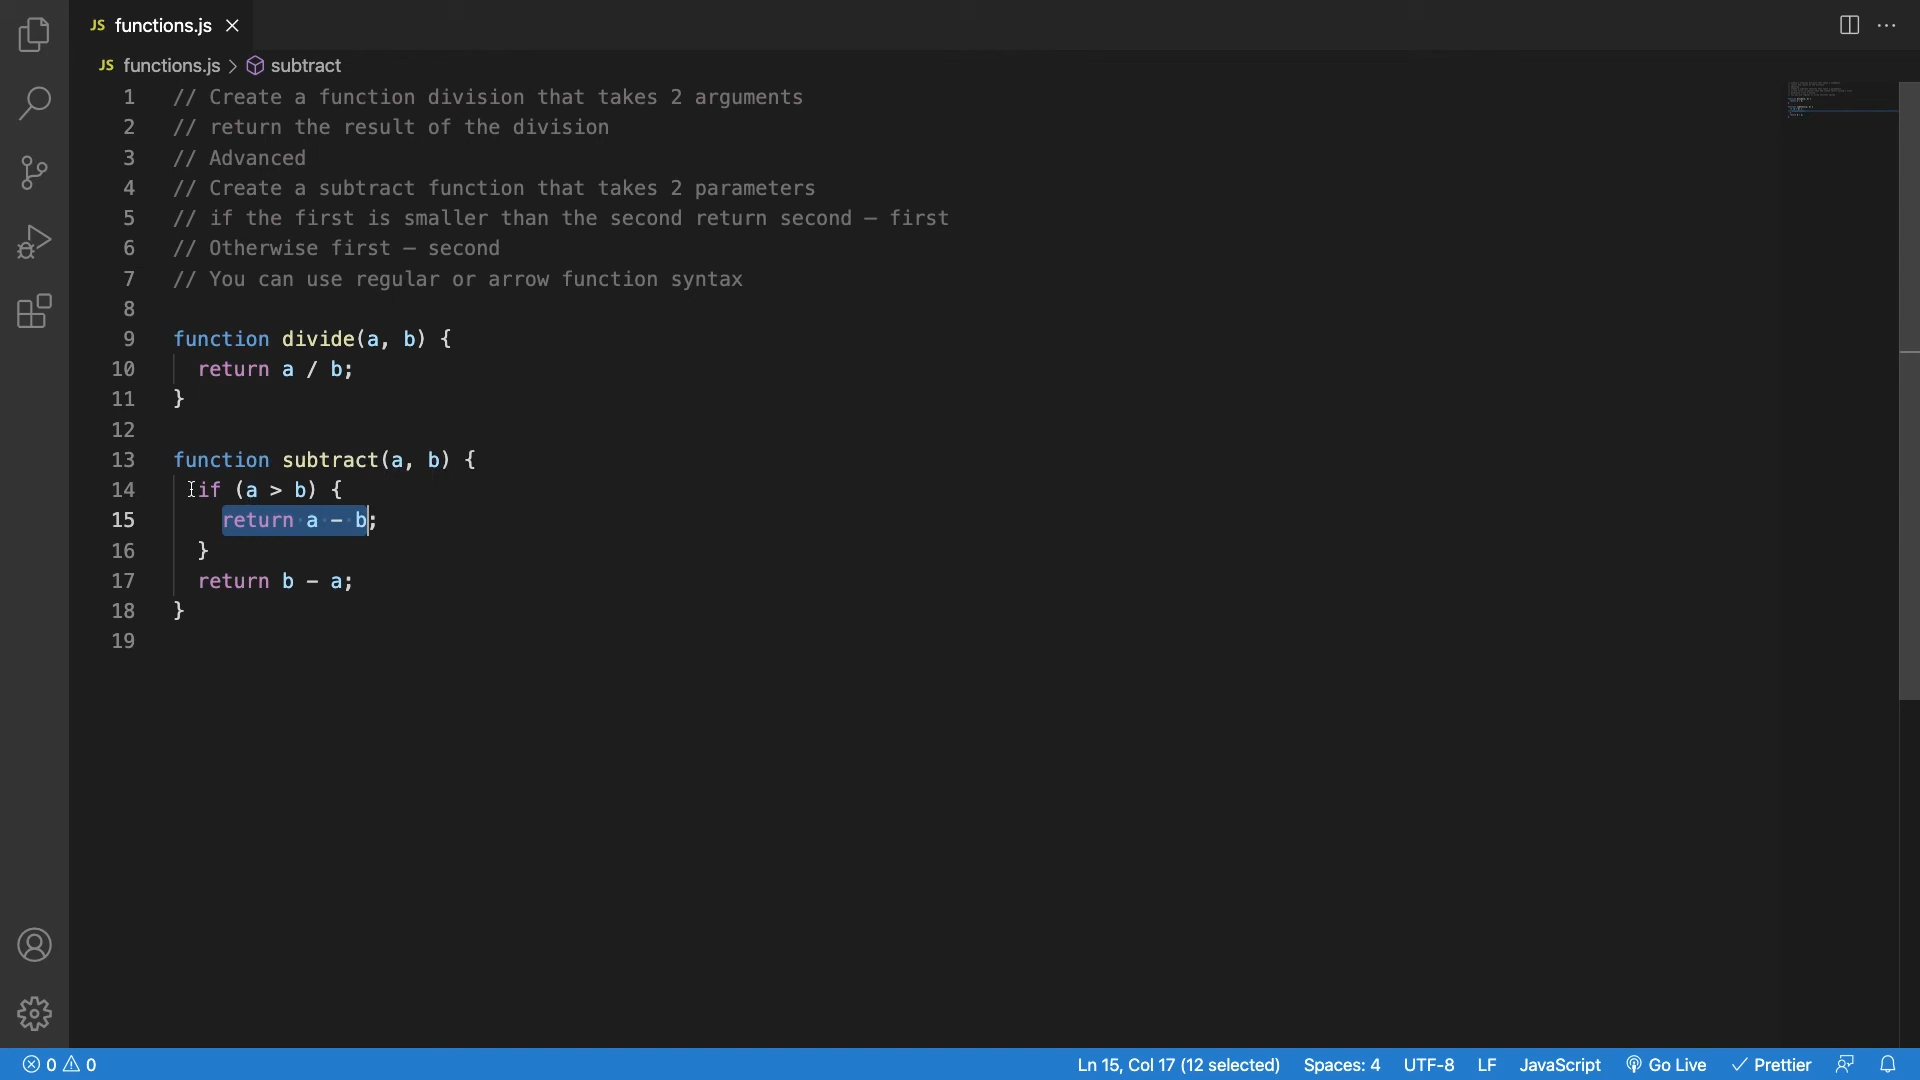 JS functions.js
JS functions.js > subtract
1 // Create a function division that takes 2 arguments
2 // return the result of the division
3 // Advanced
4 // Create a subtract function that takes 2 parameters
5 // if the first is smaller than the second return second – first
6 // Otherwise first – second
7 // You can use regular or arrow function syntax
8
9 function divide(a, b) {
10 return a / b;
11 }
12
13 function subtract(a, b) {
14 if (a > b) {
15 return a - b;
16 }
17 return b - a;
18 }
19
0 0 Ln 15, Col 17 (12 selected) Spaces: 4 UTF-8 LF JavaScript Go Live Prettier